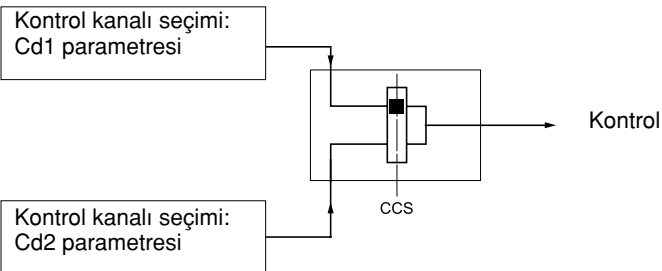 Kontrol kanalı seçimi:
Cd1 parametresi
Kontrol
CCS
Kontrol kanalı seçimi:
Cd2 parametresi